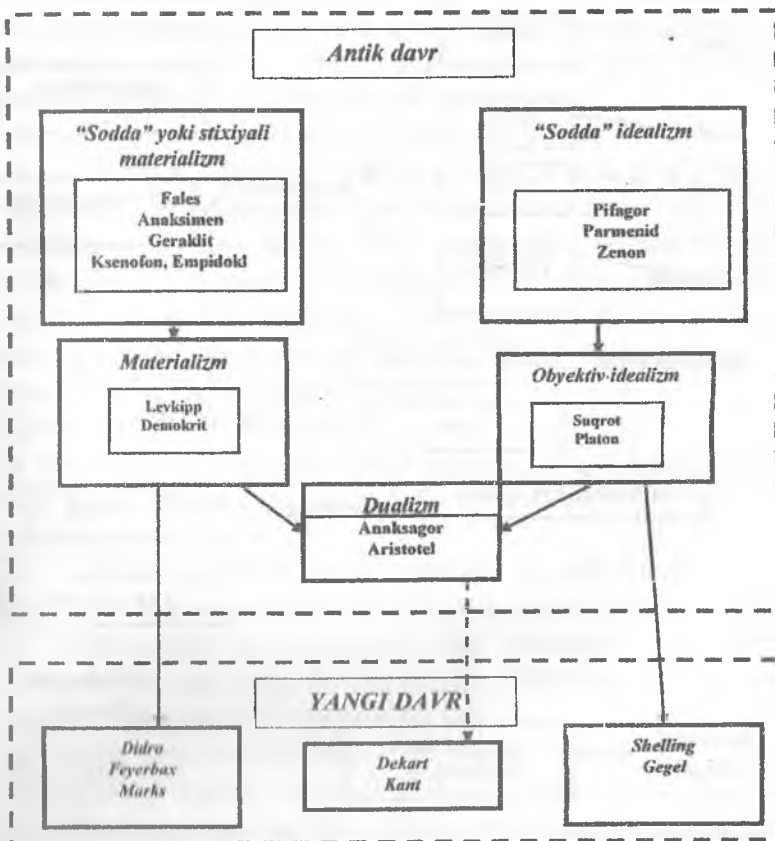 Antik davr
"Sodda" yoki stixiyali
materializm
Fales
Anaksimen
Geraklit
Ksenofon, Empidokl
"Sodda" idealizm
Pifagor
Parmenid
Zenon
Materializm
Levkipp
Demokrit
Obyektiv-idealizm
Suqrot
Platon
Dualizm
Anaksagor
Aristotel
YANGI DAVR
Didro
Feyerbax
Marks
Dekart
Kant
Shelling
Gegel